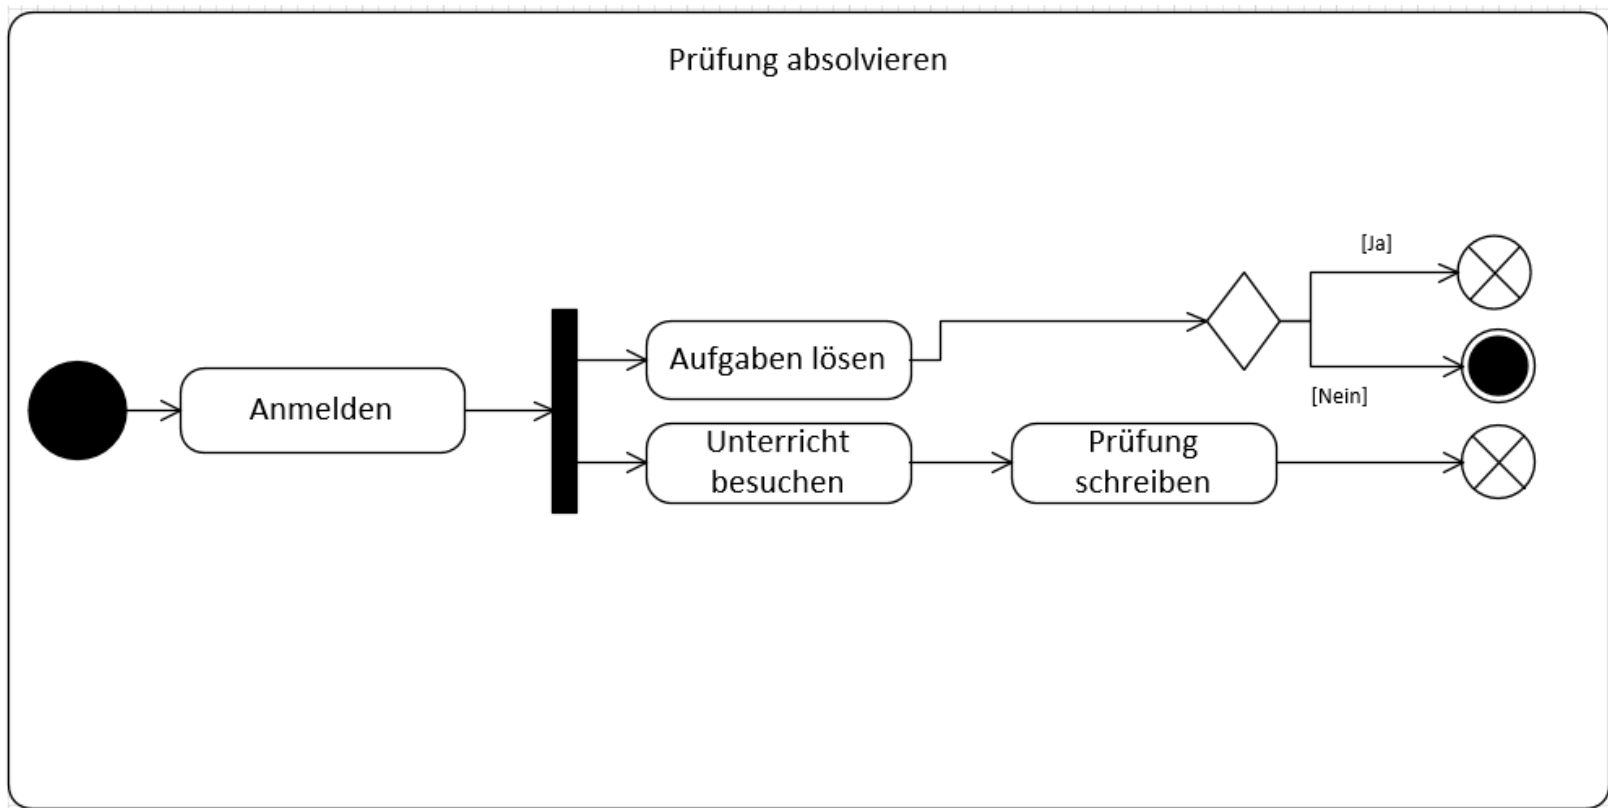 Prüfung absolvieren
[Ja]
Aufgaben lösen
[Nein]
Anmelden
Unterricht
besuchen
Prüfung
schreiben